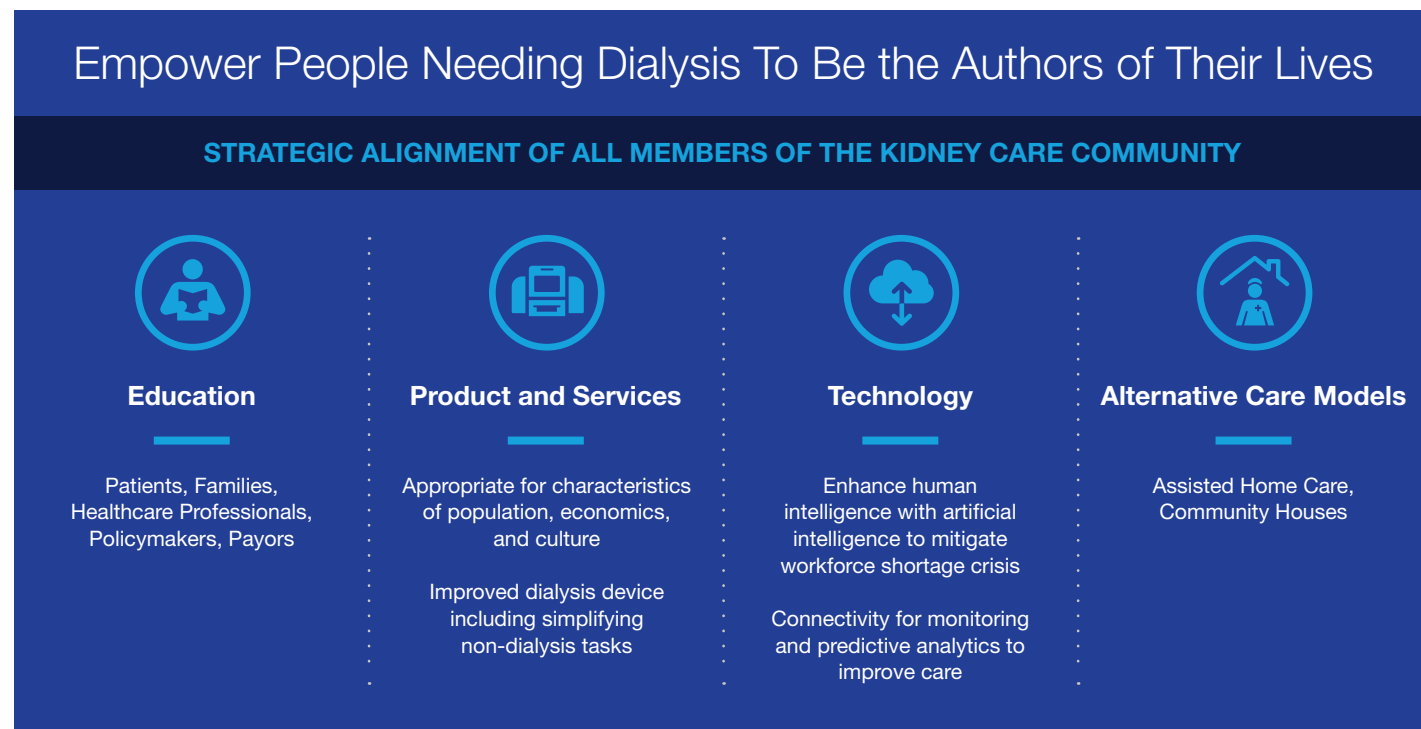 Empower People Needing Dialysis To Be the Authors of Their Lives
STRATEGIC ALIGNMENT OF ALL MEMBERS OF THE KIDNEY CARE COMMUNITY
Education
Patients, Families,
Healthcare Professionals,
Policymakers, Payors
Product and Services
Appropriate for characteristics
of population, economics,
and culture
Improved dialysis device
including simplifying
non-dialysis tasks
Technology
Enhance human
intelligence with artificial
intelligence to mitigate
workforce shortage crisis
Connectivity for monitoring
and predictive analytics to
improve care
Alternative Care Models
Assisted Home Care,
Community Houses